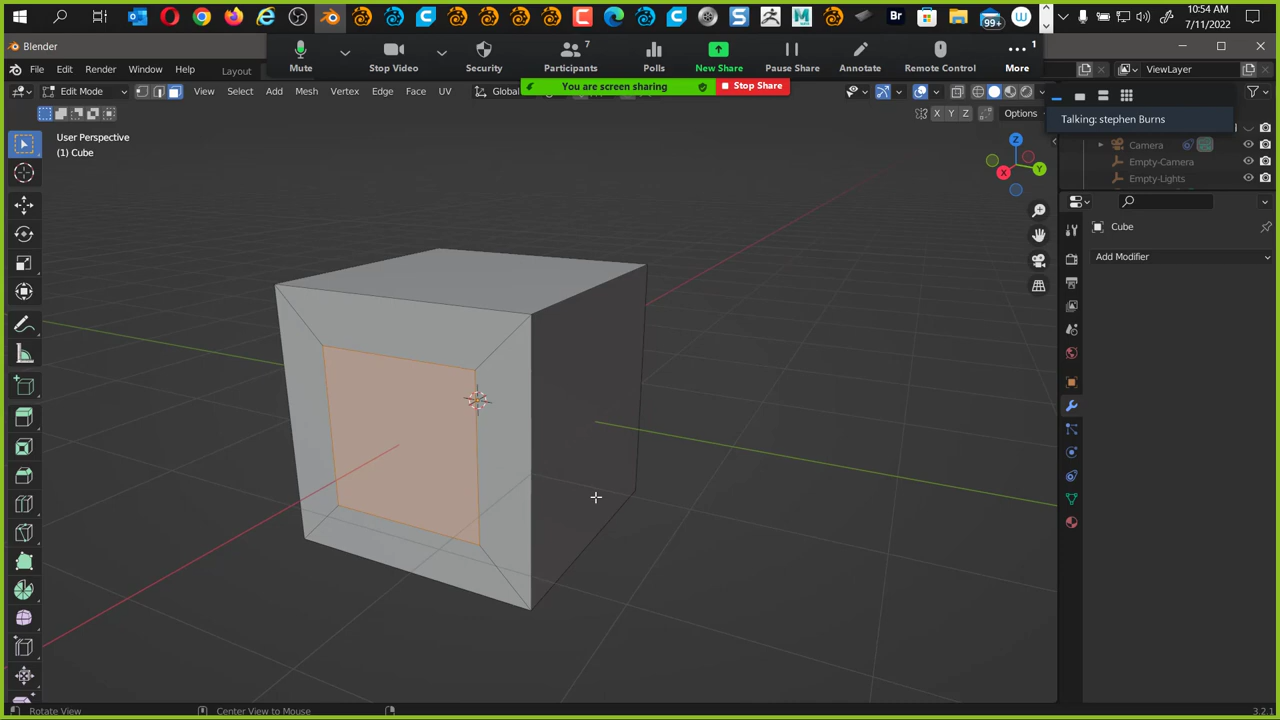 10:54 AM
7/11/2022
99+
Br
Blender
7
Mute
Stop Video
Security
Participants
Polls
New Share
Pause Share
Annotate
Remote Control
More
File
Edit
Render
Window
Help
Layout
ViewLayer
You are screen sharing
Stop Share
Edit Mode
View
Select
Add
Mesh
Vertex
Edge
Face
UV
Global
X
Y
Z
Options
Talking: stephen Burns
User Perspective
(1) Cube
Z
Y
X
Camera
Empty-Camera
Empty-Lights
Cube
Add Modifier
Rotate View
Center View to Mouse
3.2.1